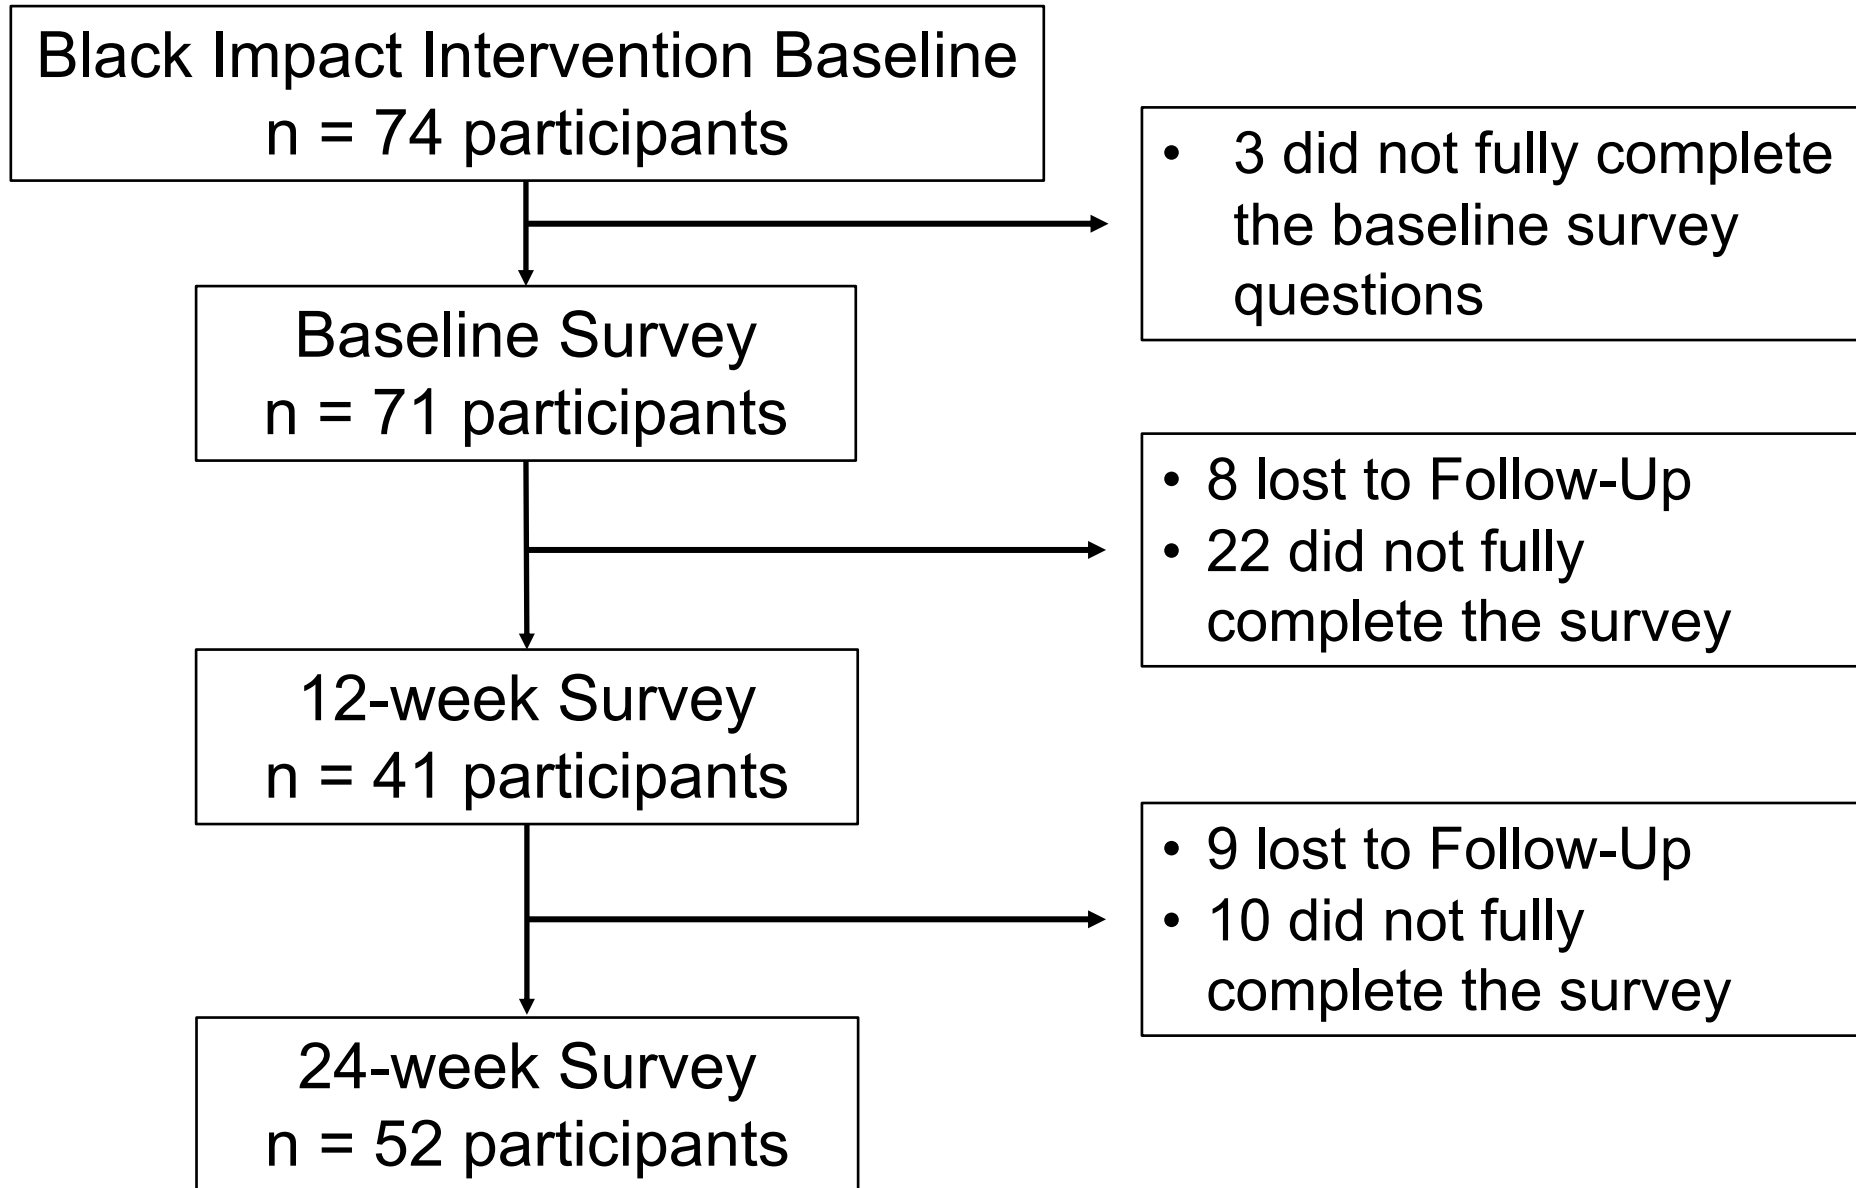 Black Impact Intervention Baseline
n = 74 participants
• 3 did not fully complete
the baseline survey
questions
Baseline Survey
n = 71 participants
• 8 lost to Follow-Up
• 22 did not fully
complete the survey
12-week Survey
n = 41 participants
• 9 lost to Follow-Up
• 10 did not fully
complete the survey
24-week Survey
n = 52 participants